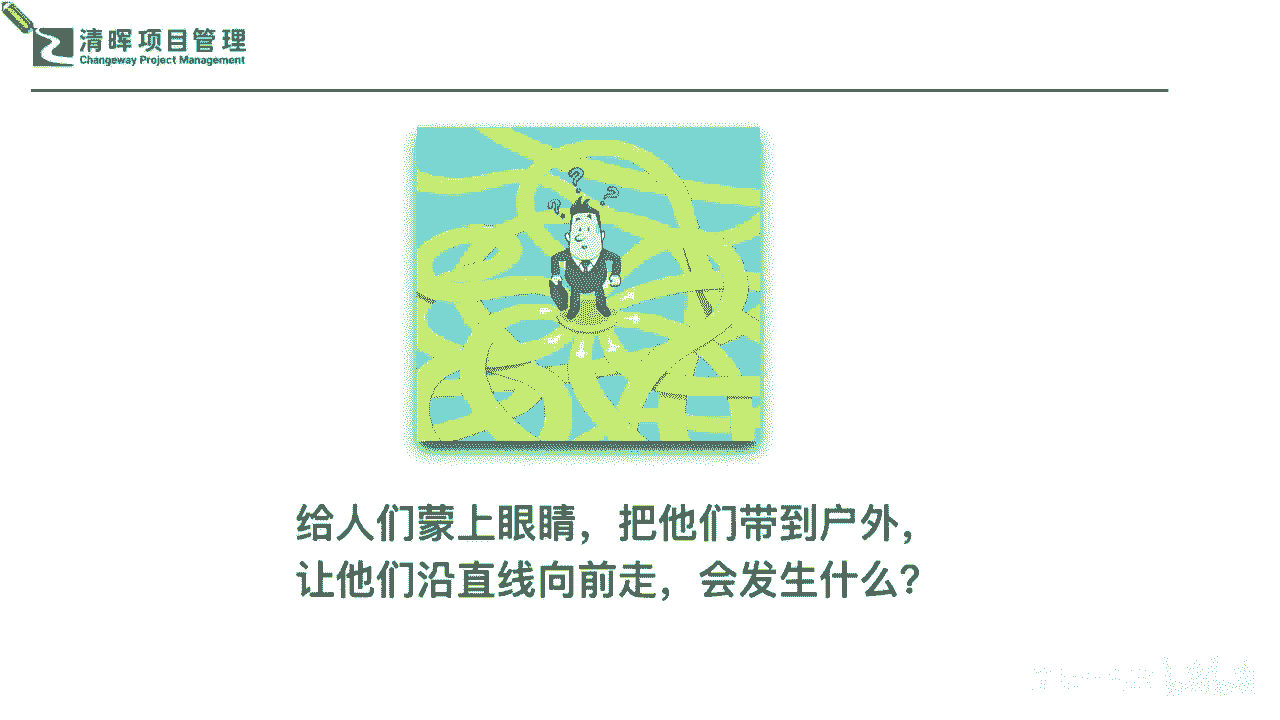 清晖项目管理
Changeway Project Management
? ? ?
给人们蒙上眼睛，把他们带到户外，
让他们沿直线向前走，会发生什么？